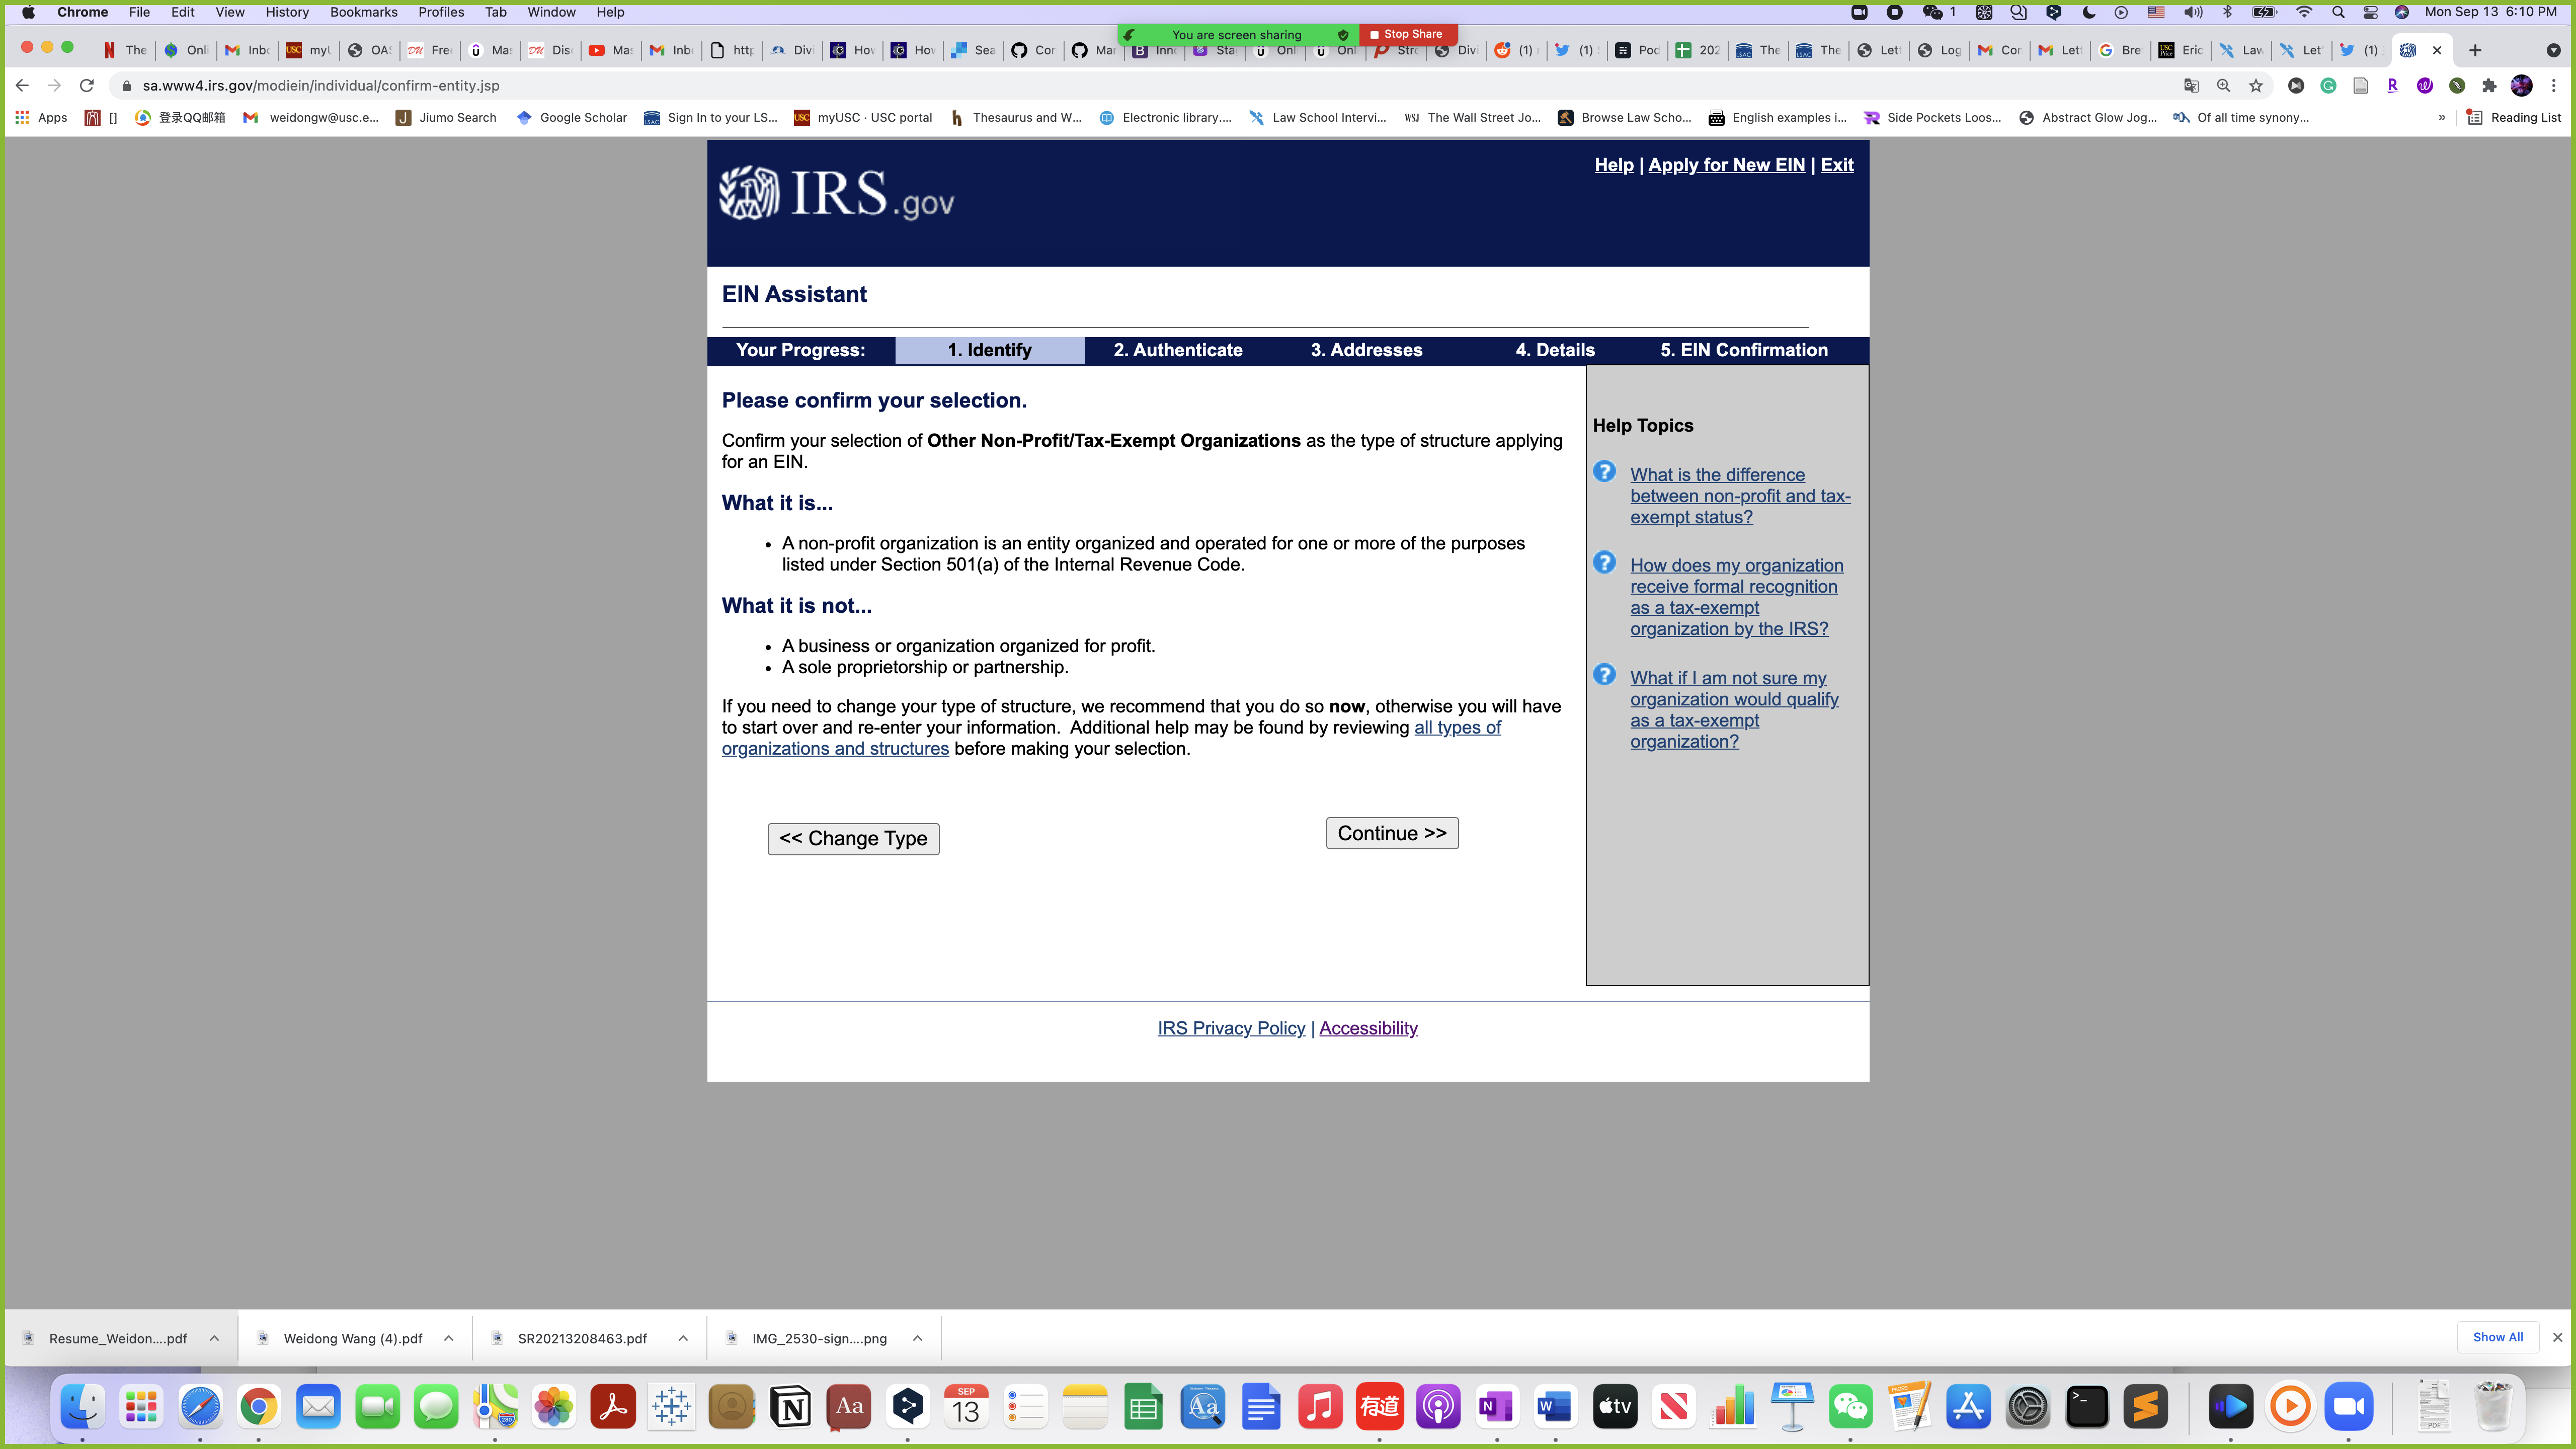 Chrome File Edit View History Bookmarks Profiles Tab Window Help
1 Mon Sep 13 6:10 PM
You are screen sharing Stop Share
sa.www4.irs.gov/modiein/individual/confirm-entity.jsp
Apps [] 登录QQ邮箱 weidongw@usc.e... Jiumo Search Google Scholar Sign In to your LS... myUSC · USC portal Thesaurus and W... Electronic library.... Law School Intervi... The Wall Street Jo... Browse Law Scho... English examples i... Side Pockets Loos... Abstract Glow Jog... Of all time synony... » Reading List
IRS.gov
Help | Apply for New EIN | Exit
EIN Assistant
Your Progress: 1. Identify 2. Authenticate 3. Addresses 4. Details 5. EIN Confirmation
Please confirm your selection.
Confirm your selection of Other Non-Profit/Tax-Exempt Organizations as the type of structure applying
for an EIN.
What it is...
• A non-profit organization is an entity organized and operated for one or more of the purposes
listed under Section 501(a) of the Internal Revenue Code.
What it is not...
• A business or organization organized for profit.
• A sole proprietorship or partnership.
If you need to change your type of structure, we recommend that you do so now, otherwise you will have
to start over and re-enter your information. Additional help may be found by reviewing all types of
organizations and structures before making your selection.
<< Change Type
Continue >>
Help Topics
What is the difference
between non-profit and tax-
exempt status?
How does my organization
receive formal recognition
as a tax-exempt
organization by the IRS?
What if I am not sure my
organization would qualify
as a tax-exempt
organization?
IRS Privacy Policy | Accessibility
Resume_Weidon....pdf Weidong Wang (4).pdf SR20213208463.pdf IMG_2530-sign....png Show All
SEP
13
有道
tv